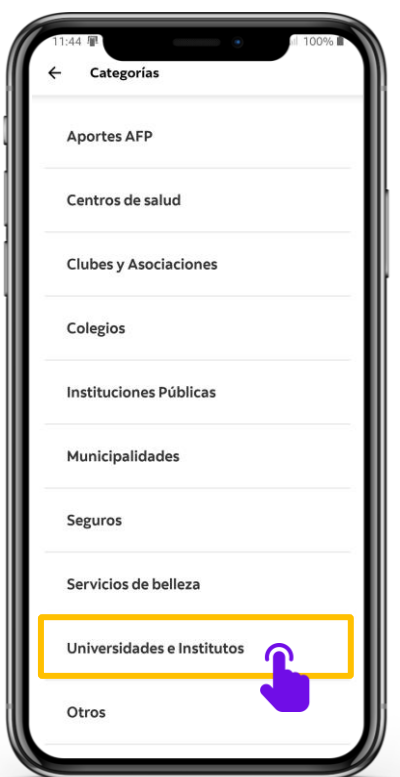 11:44
100%
Categorías
Aportes AFP
Centros de salud
Clubes y Asociaciones
Colegios
Instituciones Públicas
Municipalidades
Seguros
Servicios de belleza
Universidades e Institutos
Otros